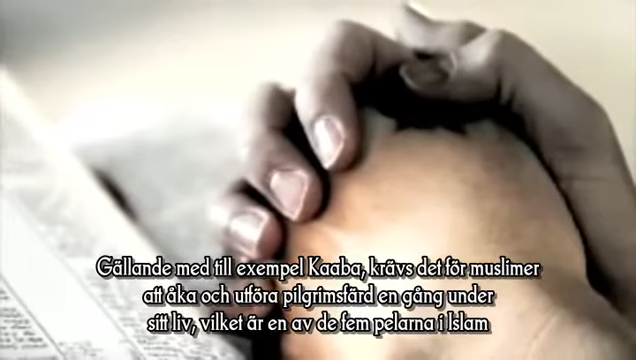 Gällande med till exempel Kaaba, krävs det för muslimer
att åka och utföra pilgrimsfärd en gång under
sitt liv, vilket är en av de fem pelarna i Islam